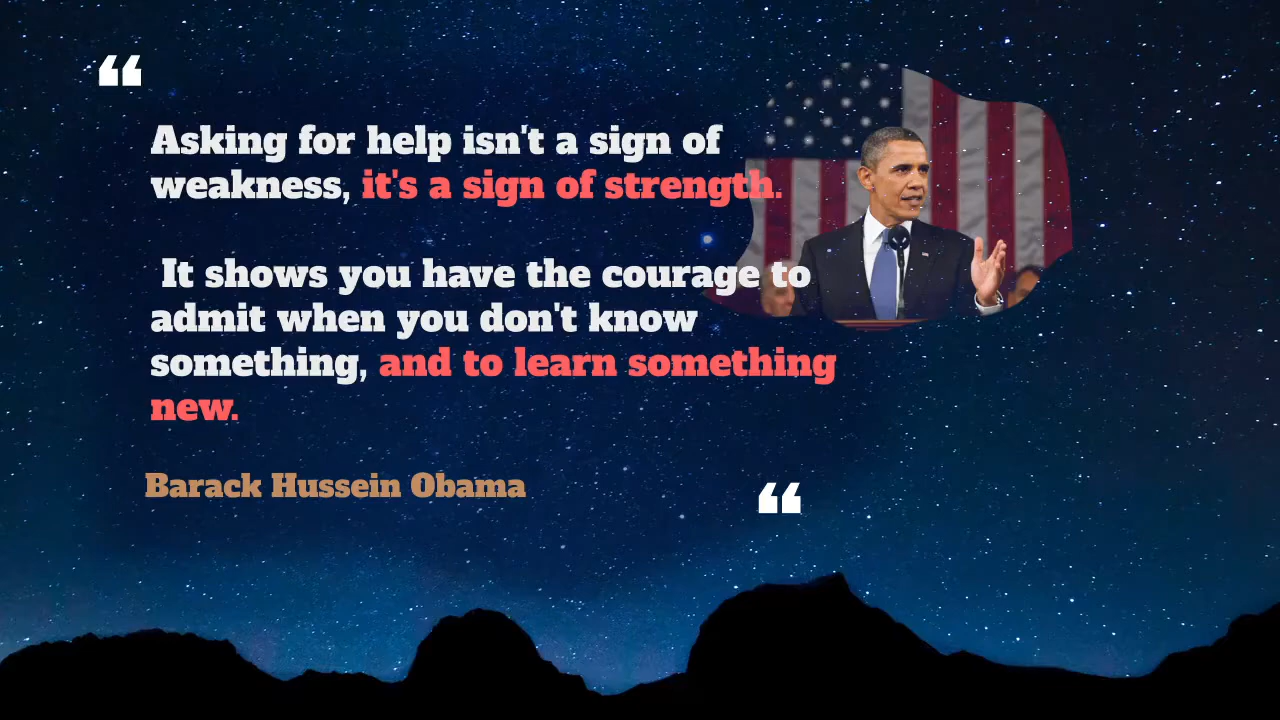 ❝
Asking for help isn't a sign of
weakness, it's a sign of strength.
It shows you have the courage to
admit when you don't know
something, and to learn something
new.
Barack Hussein Obama
❝